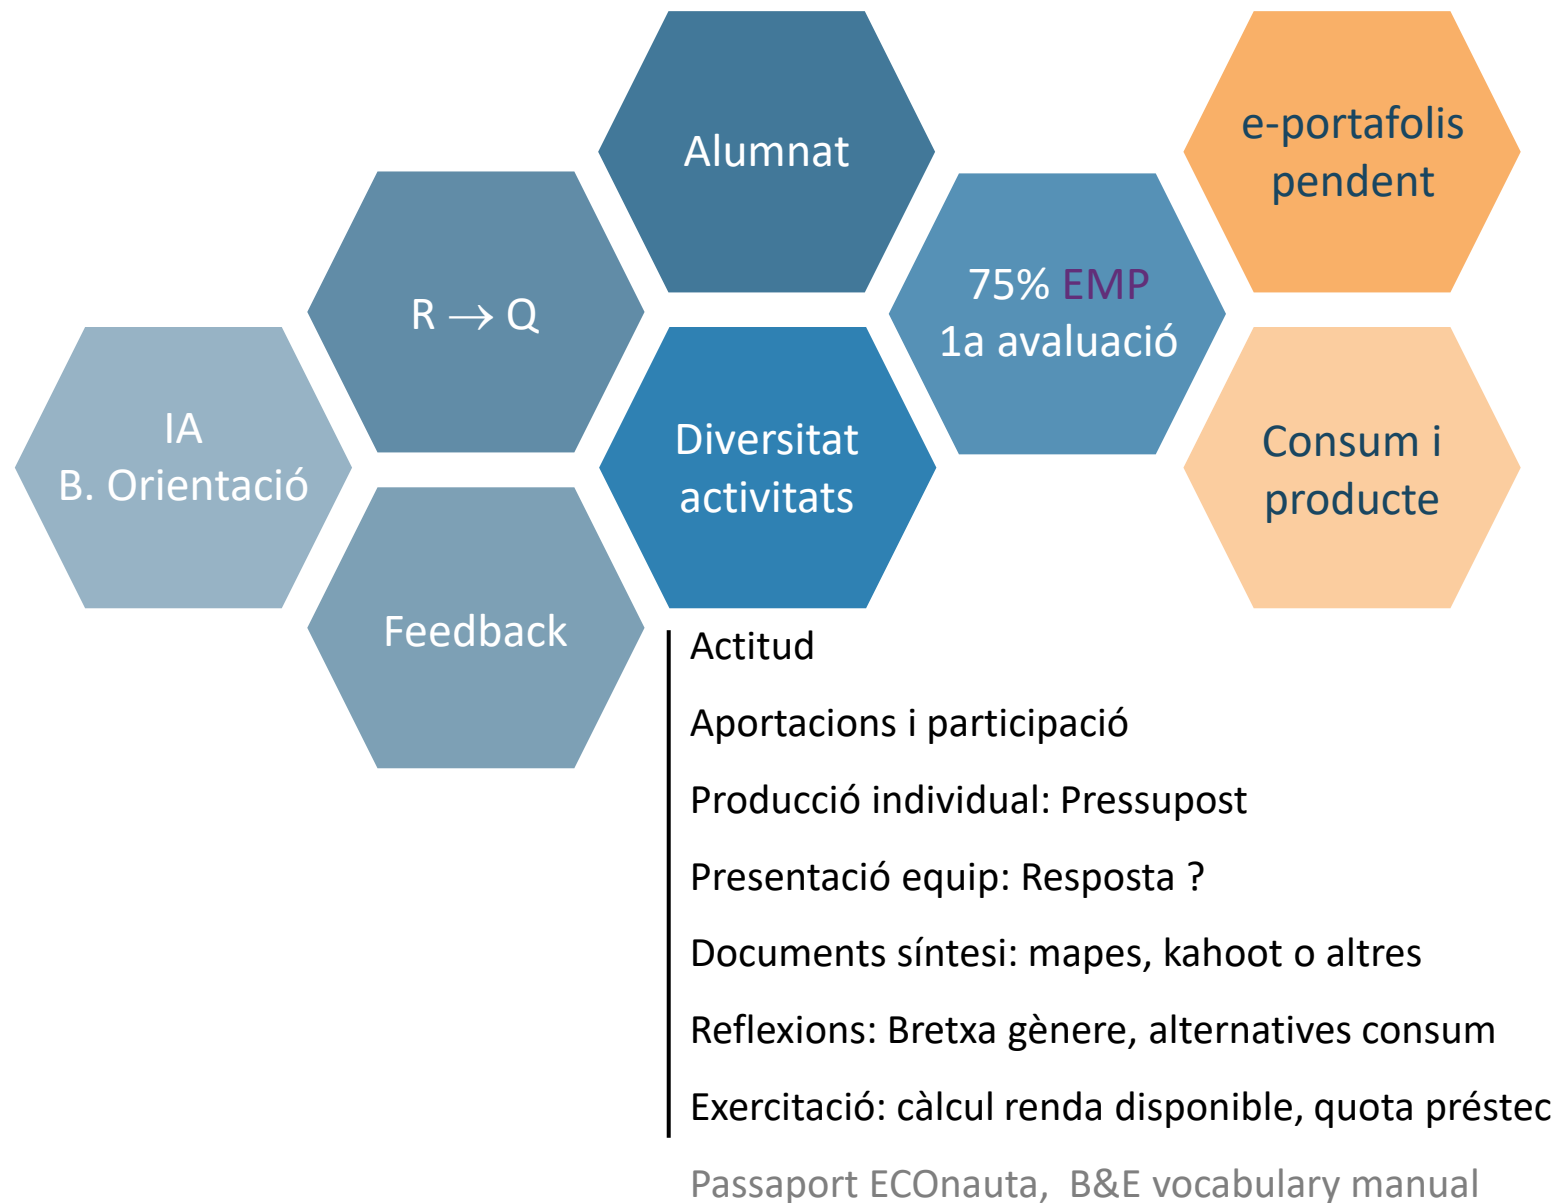 Alumnat
e-portafolis
pendent
R → Q
75% EMP
1a avaluació
IA
B. Orientació
Diversitat
activitats
Consum i
producte
Feedback
Actitud
Aportacions i participació
Producció individual: Pressupost
Presentació equip: Resposta ?
Documents síntesi: mapes, kahoot o altres
Reflexions: Bretxa gènere, alternatives consum
Exercitació: càlcul renda disponible, quota préstec
Passaport ECOnauta, B&E vocabulary manual